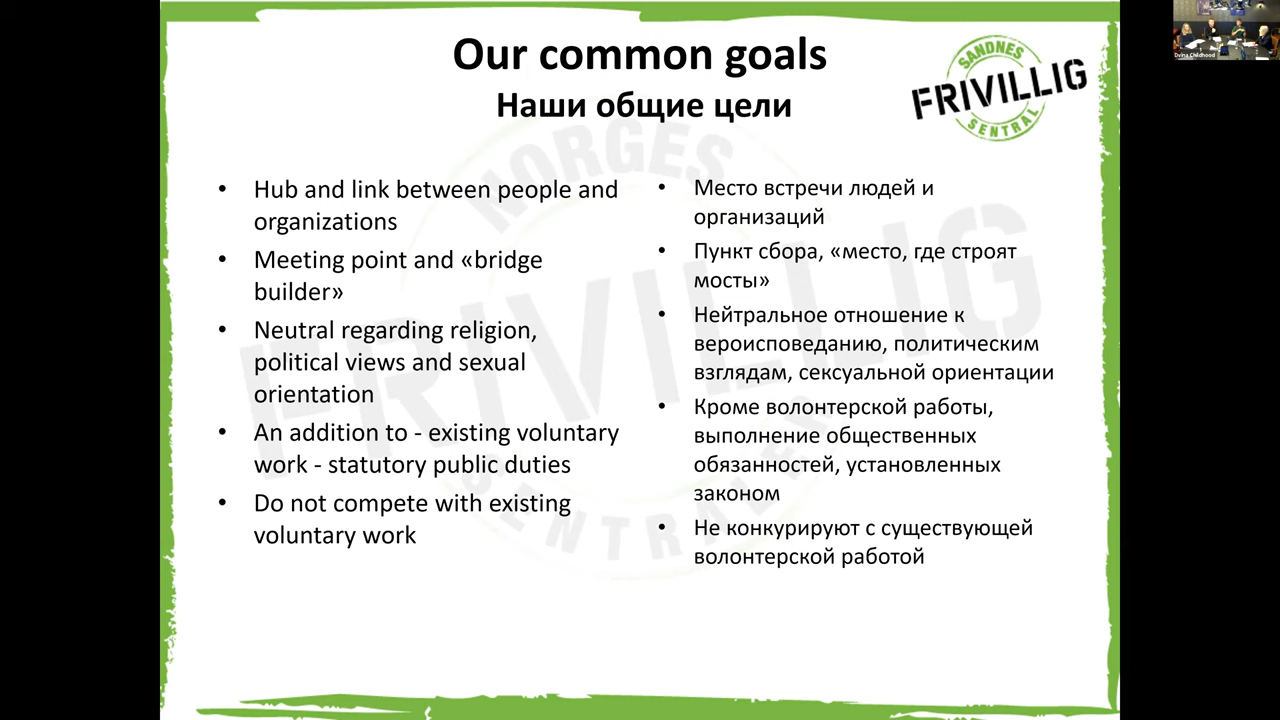 Our common goals
Наши общие цели
SANDNES
FRIVILLIG
SENTRAL
• Hub and link between people and
organizations
• Meeting point and «bridge
builder»
• Neutral regarding religion,
political views and sexual
orientation
• An addition to - existing voluntary
work - statutory public duties
• Do not compete with existing
voluntary work
• Место встречи людей и
организаций
• Пункт сбора, «место, где строят
мосты»
• Нейтральное отношение к
вероисповеданию, политическим
взглядам, сексуальной ориентации
• Кроме волонтерской работы,
выполнение общественных
обязанностей, установленных
законом
• Не конкурируют с существующей
волонтерской работой
NORGES
FRIVILLIG
SENTRALER
Dvina Childhood